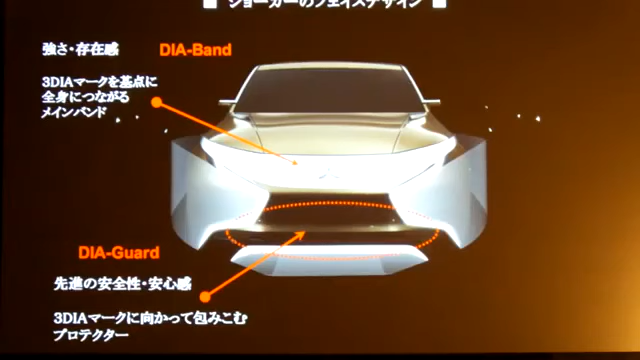 ■ ショーカーのフェイスデザイン ■
強さ・存在感
DIA-Band
3DIAマークを基点に
全身につながる
メインバンド
DIA-Guard
先進の安全性・安心感
3DIAマークに向かって包みこむ
プロテクター